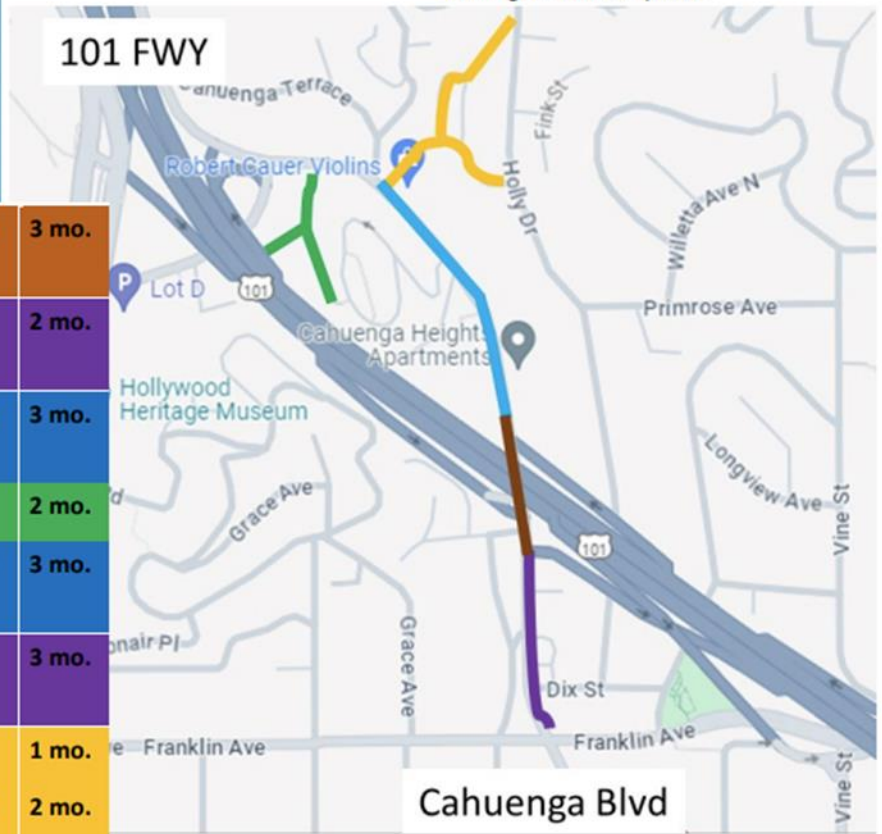 101 FWY
Cahuenga Terrace
Robert Gauer Violins
Fink St
Holly Dr
Willetta Ave N
3 mo.
P
Lot D
101
2 mo.
Cahuenga Heights
Apartments
Primrose Ave
Hollywood
Heritage Museum
3 mo.
Longview Ave
Grace Ave
2 mo.
Vine St
101
3 mo.
Grace Ave
3 mo.
Dix St
Franklin Ave
Franklin Ave
1 mo.
2 mo.
Vine St
Cahuenga Blvd